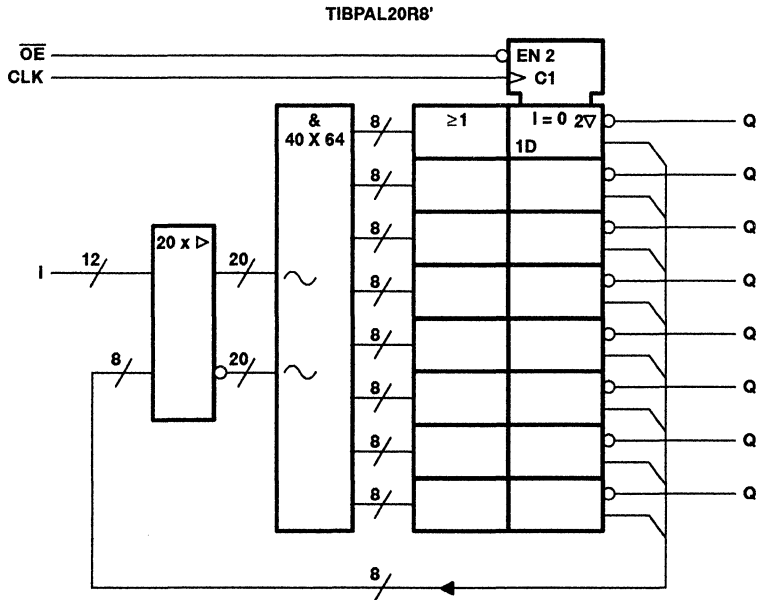 TIBPAL20R8'
OE
EN 2
CLK
C1
&
40 X 64
8
≥1
I = 0 2▽
1D
Q
8
Q
8
Q
20 x ▷
I
12
20
8
Q
8
Q
8
20
8
Q
8
Q
8
Q
8